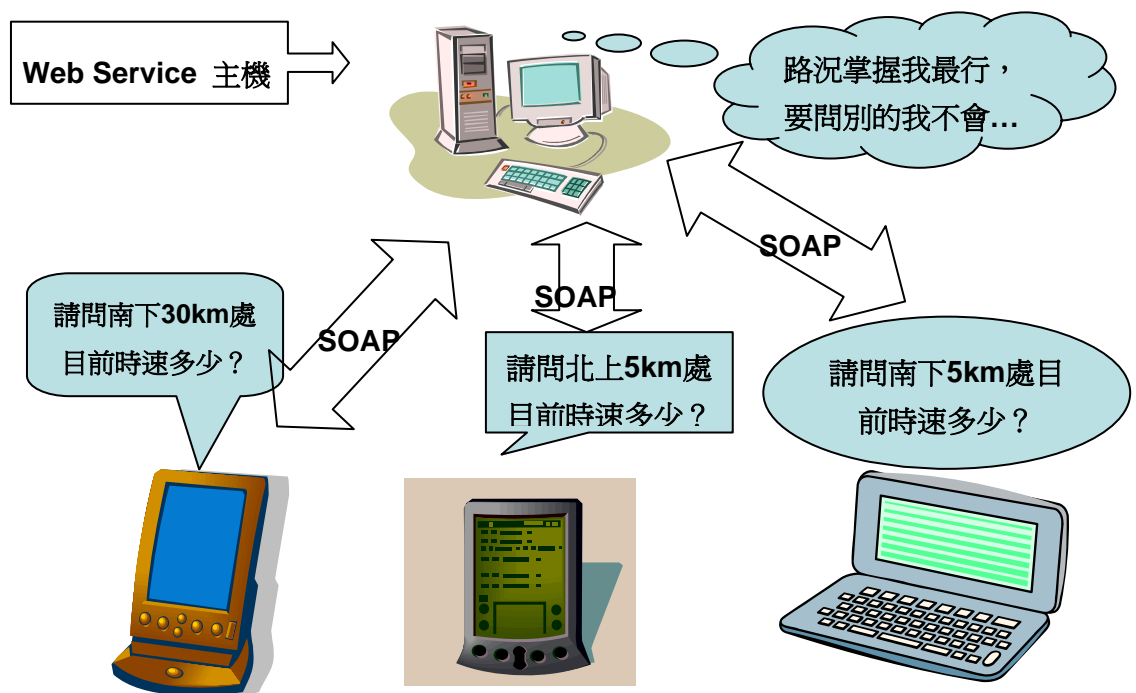 Web Service 主機
路況掌握我最行，
要問別的我不會…
SOAP
SOAP
SOAP
請問南下30km處
目前時速多少？
請問北上5km處
目前時速多少？
請問南下5km處目
前時速多少？